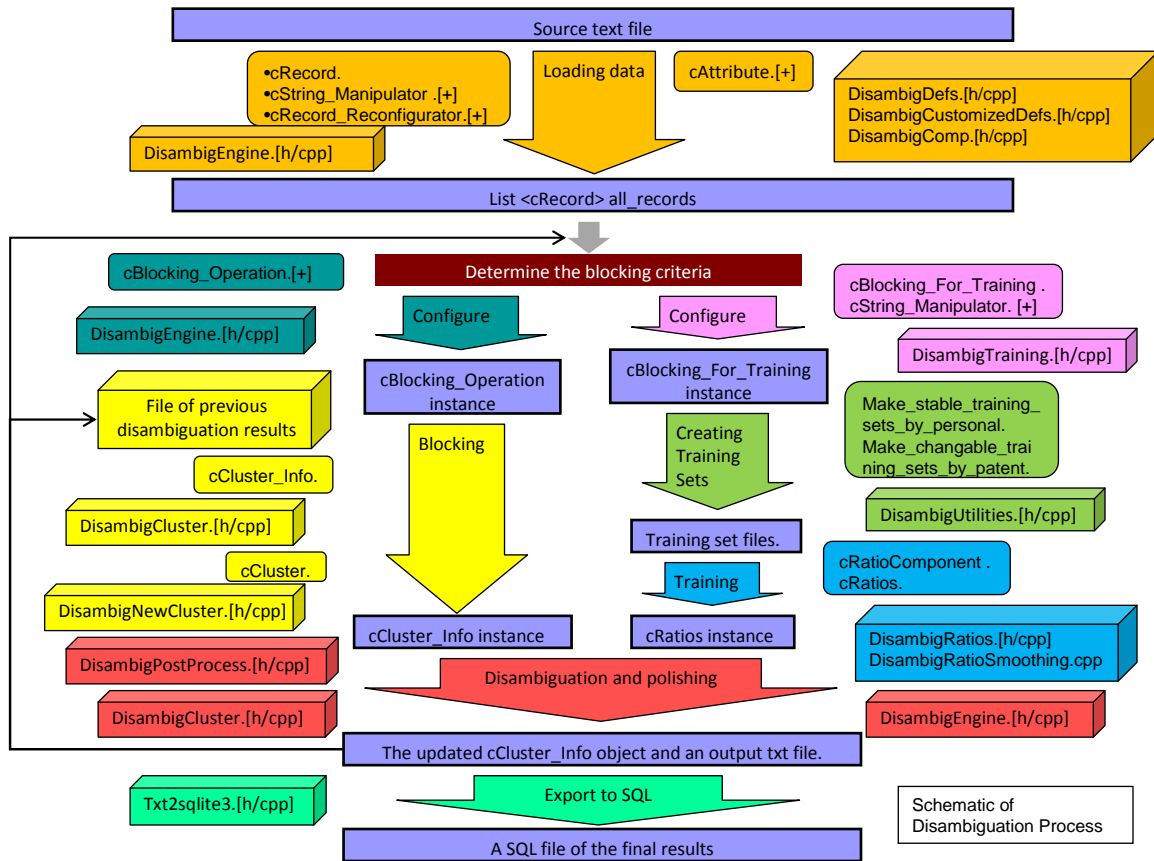 Source text file
•cRecord.
•cString_Manipulator .[+]
•cRecord_Reconfigurator.[+]
Loading data
cAttribute.[+]
DisambigDefs.[h/cpp]
DisambigCustomizedDefs.[h/cpp]
DisambigComp.[h/cpp]
DisambigEngine.[h/cpp]
List <cRecord> all_records
cBlocking_Operation.[+]
Determine the blocking criteria
cBlocking_For_Training .
cString_Manipulator. [+]
DisambigEngine.[h/cpp]
Configure
Configure
DisambigTraining.[h/cpp]
cBlocking_Operation
instance
cBlocking_For_Training
instance
File of previous
disambiguation results
Blocking
Creating
Training
Sets
Make_stable_training_
sets_by_personal.
Make_changable_trai
ning_sets_by_patent.
cCluster_Info.
DisambigCluster.[h/cpp]
DisambigUtilities.[h/cpp]
Training set files.
cCluster.
Training
cRatioComponent .
cRatios.
DisambigNewCluster.[h/cpp]
cCluster_Info instance
cRatios instance
DisambigRatios.[h/cpp]
DisambigRatioSmoothing.cpp
DisambigPostProcess.[h/cpp]
Disambiguation and polishing
DisambigCluster.[h/cpp]
DisambigEngine.[h/cpp]
The updated cCluster_Info object and an output txt file.
Txt2sqlite3.[h/cpp]
Export to SQL
Schematic of
Disambiguation Process
A SQL file of the final results